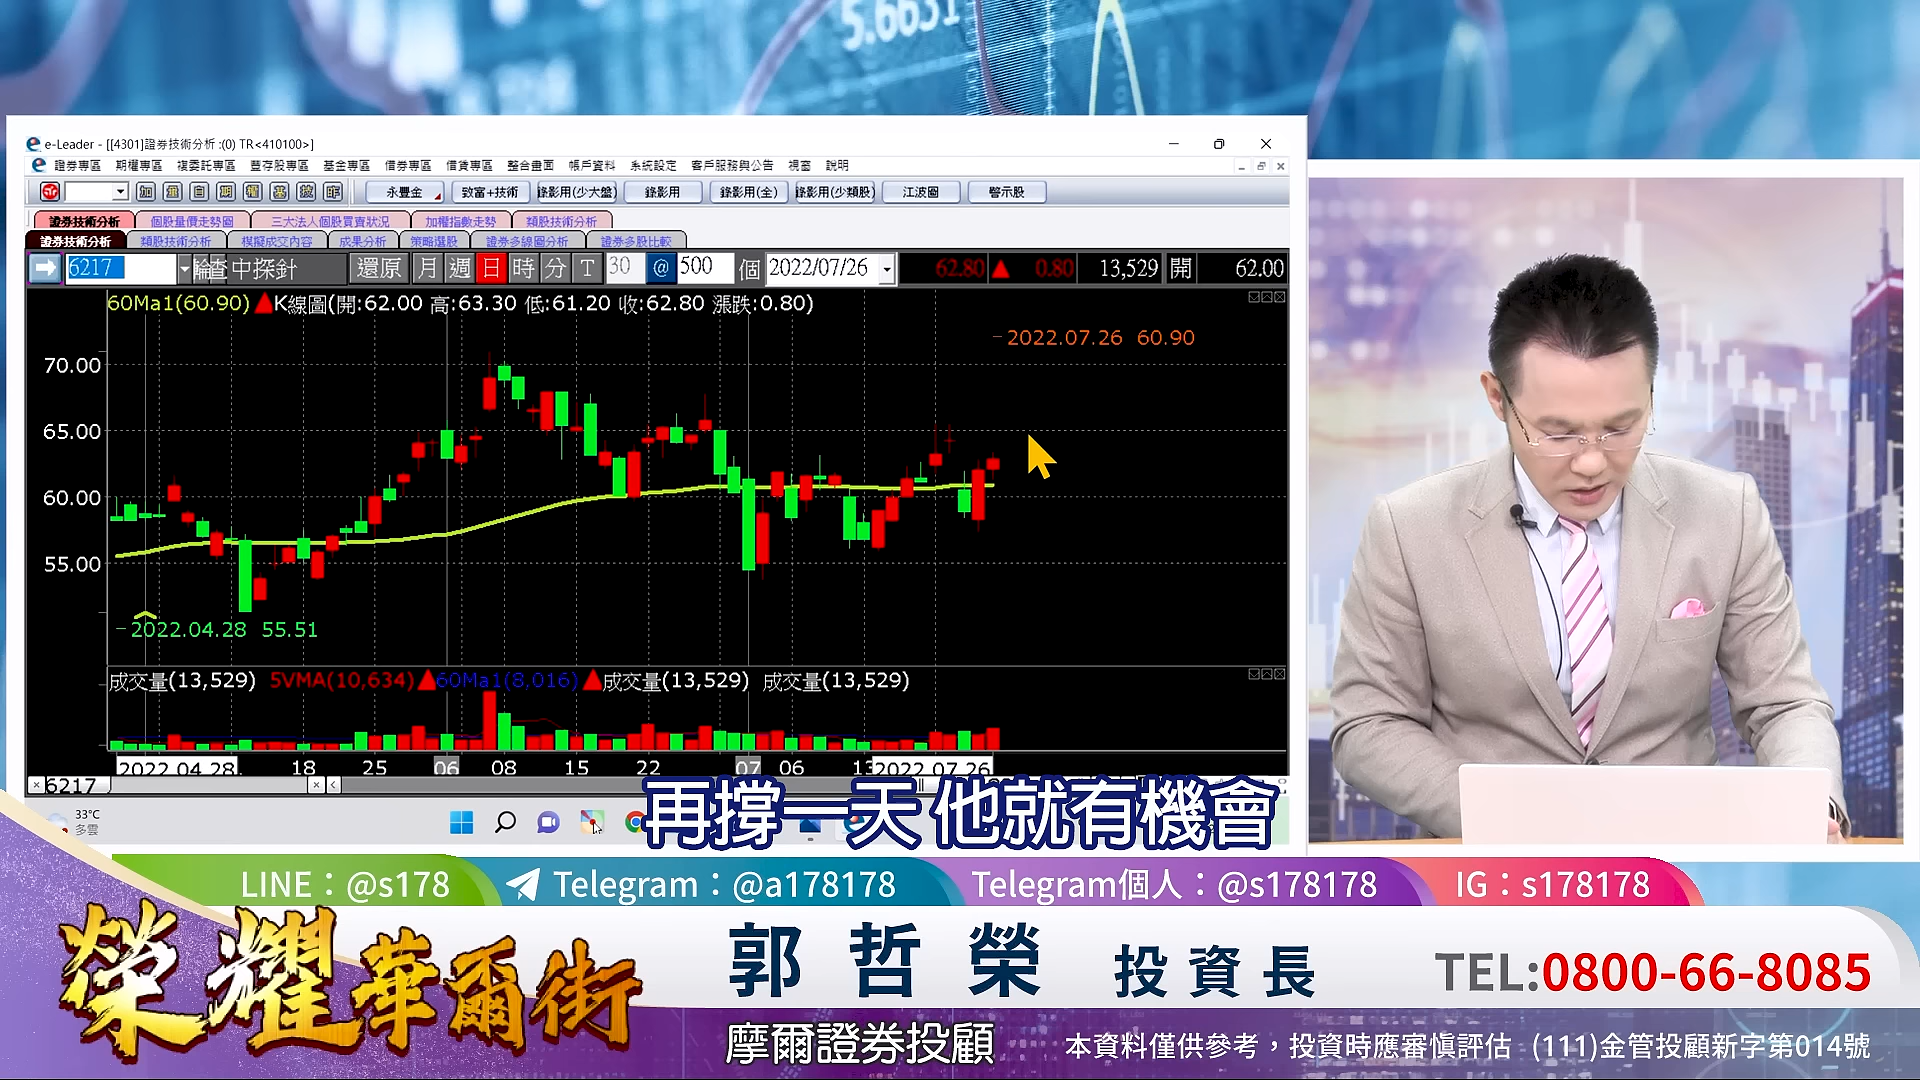 5.6631
e-Leader - [[4301]證券技術分析 :(0) TR<410100>]
證券專區 期權專區 複委託專區 豐存股專區 基金專區 借券專區 借貸專區 整合畫面 帳戶資料 系統設定 客戶服務與公告 視窗 說明
永豐金 致富+技術 錄影用(少大盤) 錄影用 錄影用(全) 錄影用(少類股) 江波圖 警示股
證券技術分析 個股量價走勢圖 三大法人個股買賣狀況 加權指數走勢 類股技術分析
證券技術分析 類股技術分析 模擬成交內容 成果分析 策略選股 證券多線圖分析 證券多股比較
6217 中探針 還原 月 週 日 時 分 T 30 @ 500 個 2022/07/26 62.80 ▲ 0.80 13,529 開 62.00
60Ma1(60.90) ▲K線圖(開:62.00 高:63.30 低:61.20 收:62.80 漲跌:0.80)
2022.07.26 60.90
70.00
65.00
60.00
55.00
2022.04.28 55.51
成交量(13,529) 5VMA(10,634) ▲60Ma1(8,016) ▲成交量(13,529) 成交量(13,529)
2022.04.28 18 25 06 08 15 22 07 06 13 2022.07.26
6217
33°C
多雲
再撐一天 他就有機會
LINE：@s178 Telegram：@a178178 Telegram個人：@s178178 IG：s178178
榮耀華爾街
郭哲榮 投資長
TEL:0800-66-8085
摩爾證券投顧
本資料僅供參考，投資時應審慎評估 (111)金管投顧新字第014號